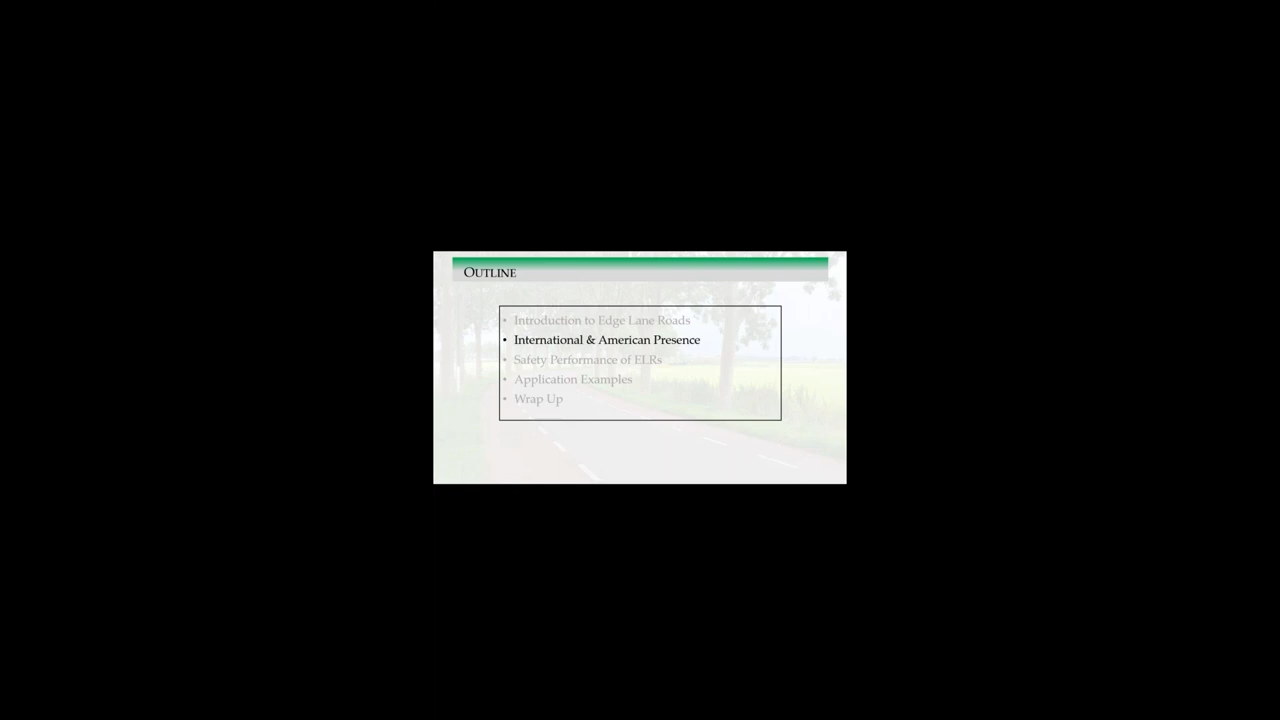 OUTLINE
• Introduction to Edge Lane Roads
• International & American Presence
• Safety Performance of ELRs
• Application Examples
• Wrap Up